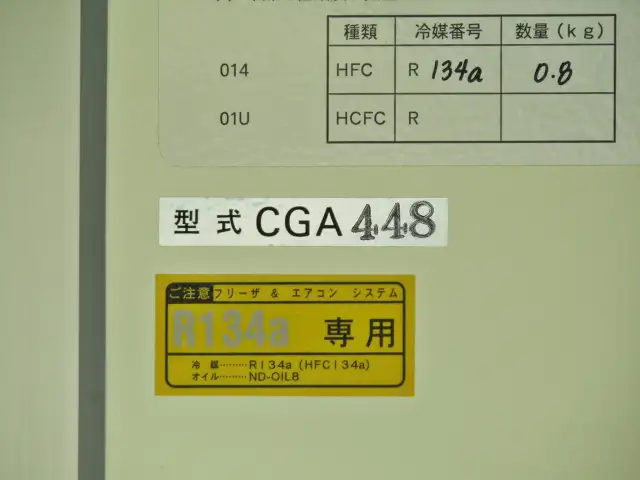 種類 冷媒番号 数量(kg)
014 HFC R 134a 0.8
01U HCFC R
型式 CGA 448
ご注意 フリーザ & エアコン システム
R134a 専用
冷 媒………R134a (HFC134a)
オイル………ND-OIL8